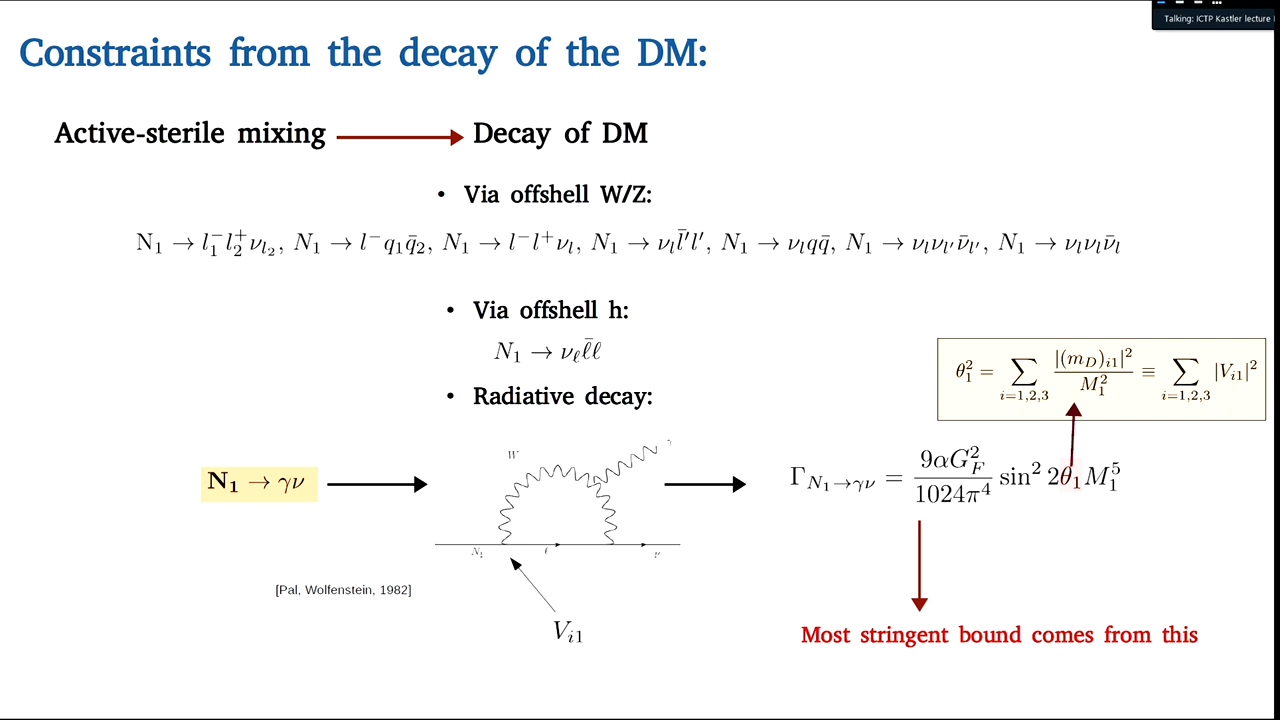 Talking: ICTP Kastler lecture
Constraints from the decay of the DM:
Active-sterile mixing
Decay of DM
• Via offshell W/Z:
N₁ → l₁⁻l₂⁺ν_{l₂}, N₁ → l⁻q₁q̄₂, N₁ → l⁻l⁺ν_l, N₁ → ν_l l̄′l′, N₁ → ν_l qq̄, N₁ → ν_lν_{l′}ν̄_{l′}, N₁ → ν_lν_lν̄_l
• Via offshell h:
N₁ → ν_ℓ ℓ̄ℓ
θ₁² = ∑_{i=1,2,3} |(m_D)_{i1}|² / M₁² ≡ ∑_{i=1,2,3} |V_{i1}|²
• Radiative decay:
W γ
N₁ → γν
Γ_{N₁→γν} = 9αG_F² / 1024π⁴ sin² 2θ₁ M₁⁵
N₁ ℓ ν
[Pal, Wolfenstein, 1982]
V_{i1}
Most stringent bound comes from this